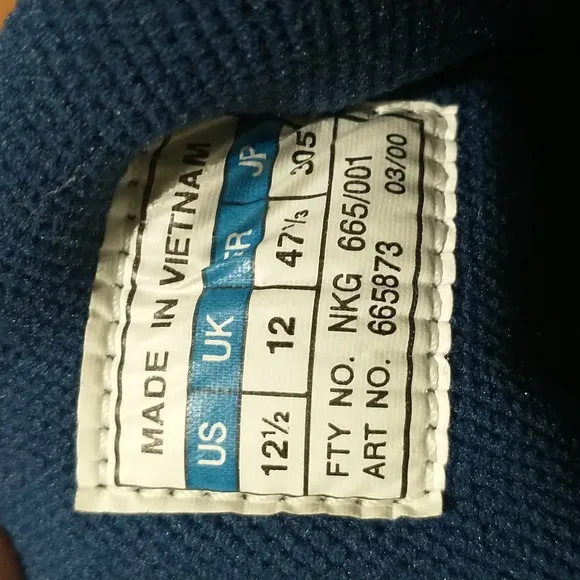 MADE IN VIETNAM
US UK FR JP
12½ 12 47⅓ 305
FTY NO. NKG 665/001
ART NO. 665873 03/00